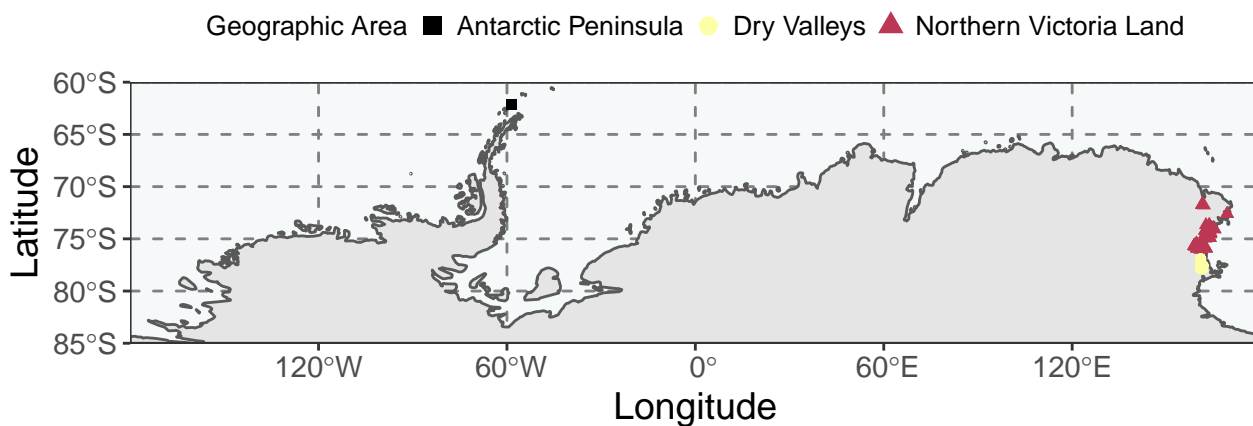 Geographic Area Antarctic Peninsula Dry Valleys Northern Victoria Land
60°S
65°S
70°S
75°S
80°S
85°S
Latitude
120°W 60°W 0° 60°E 120°E
Longitude